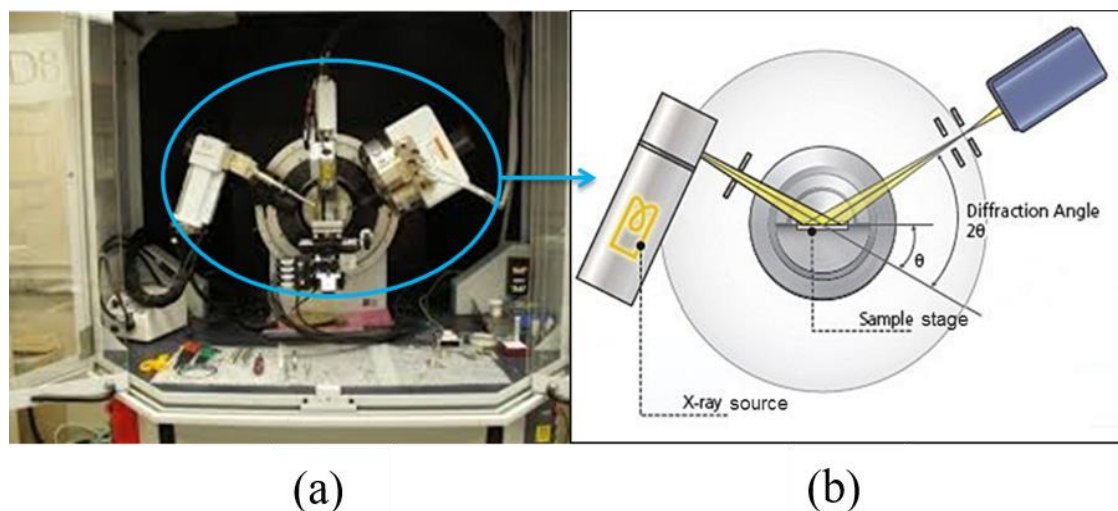 D8
Diffraction Angle
2θ
θ
Sample stage
X-ray source
(a)
(b)